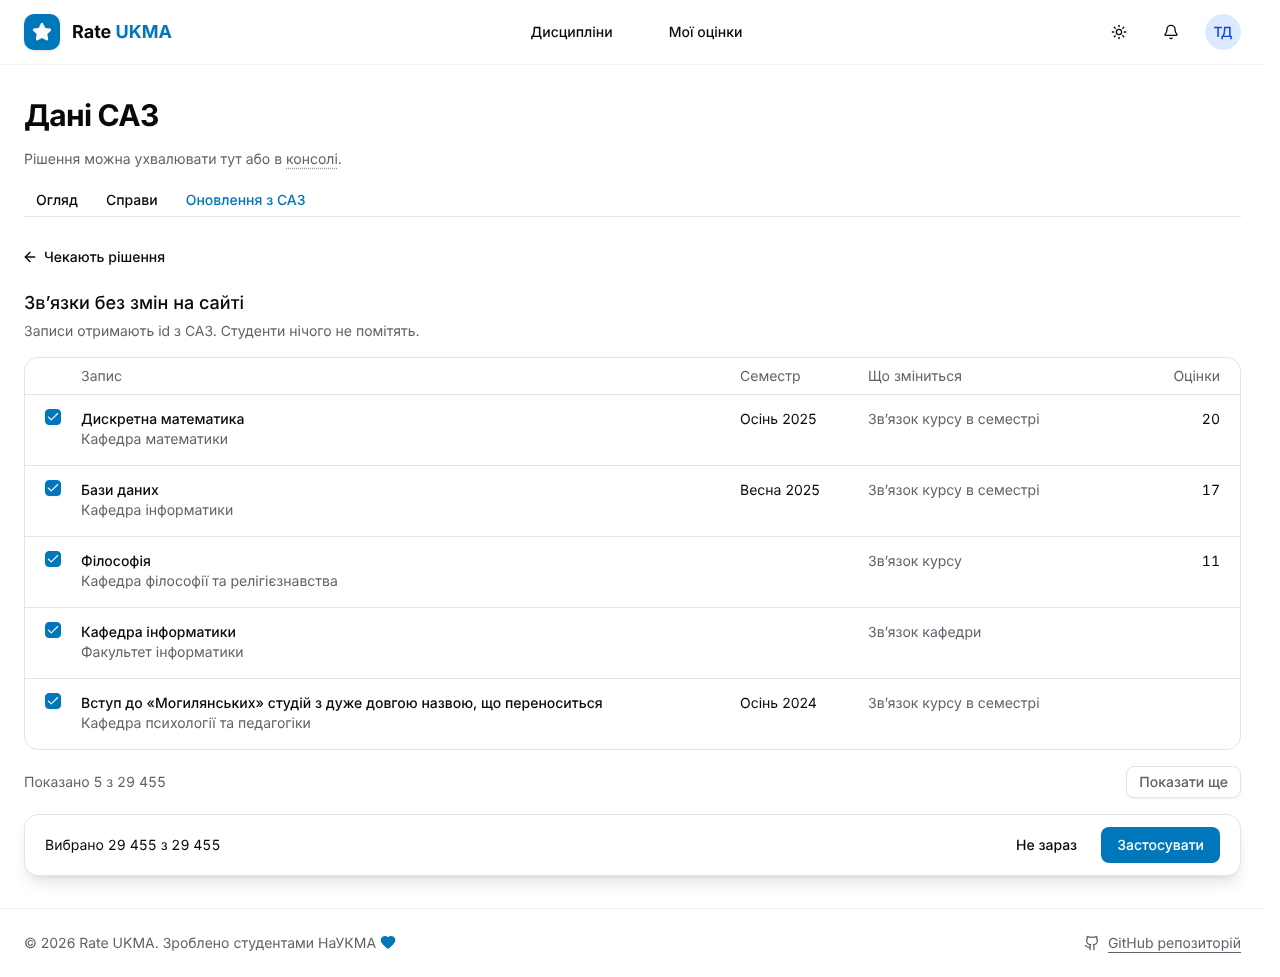 Rate UKMA
Дисципліни
Мої оцінки
ТД
Дані САЗ
Рішення можна ухвалювати тут або в консолі.
Огляд
Справи
Оновлення з САЗ
Чекають рішення
Зв’язки без змін на сайті
Записи отримають id з САЗ. Студенти нічого не помітять.
Запис Семестр Що зміниться Оцінки
Дискретна математика Осінь 2025 Зв’язок курсу в семестрі 20
Кафедра математики
Бази даних Весна 2025 Зв’язок курсу в семестрі 17
Кафедра інформатики
Філософія Зв’язок курсу 11
Кафедра філософії та релігієзнавства
Кафедра інформатики Зв’язок кафедри
Факультет інформатики
Вступ до «Могилянських» студій з дуже довгою назвою, що переноситься Осінь 2024 Зв’язок курсу в семестрі
Кафедра психології та педагогіки
Показано 5 з 29 455
Показати ще
Вибрано 29 455 з 29 455
Не зараз
Застосувати
© 2026 Rate UKMA. Зроблено студентами НаУКМА
GitHub репозиторій